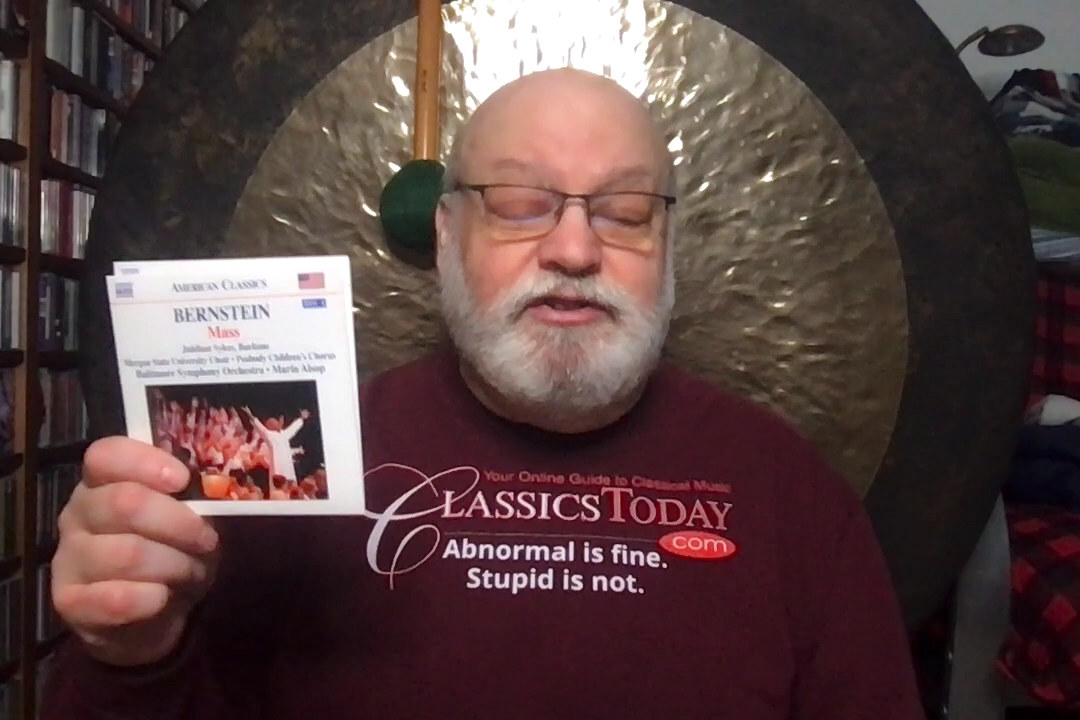 AMERICAN CLASSICS
BERNSTEIN
Mass
Jubilant Sykes, Baritone
Morgan State University Choir • Peabody Children's Chorus
Baltimore Symphony Orchestra • Marin Alsop
Your Online Guide to Classical Music
CLASSICSTODAY
com
Abnormal is fine.
Stupid is not.